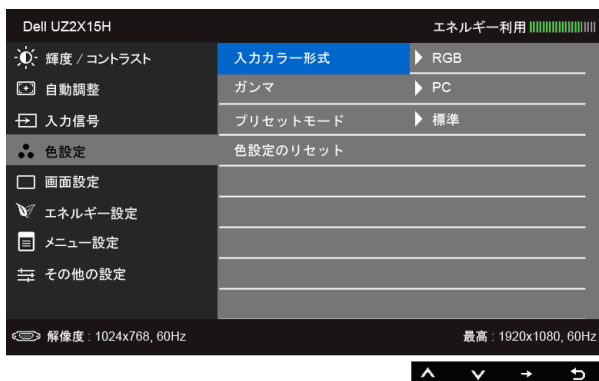 Dell UZ2X15H エネルギー利用
輝度 / コントラスト 入力カラー形式 RGB
自動調整 ガンマ PC
入力信号 プリセットモード 標準
色設定 色設定のリセット
画面設定
エネルギー設定
メニュー設定
その他の設定
解像度 : 1024x768, 60Hz 最高 : 1920x1080, 60Hz